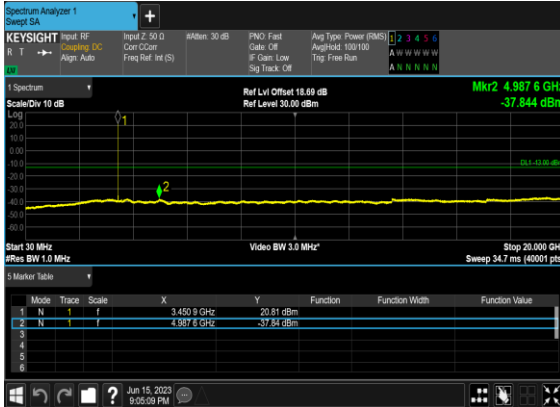 Spectrum Analyzer 1
Swept SA
+
KEYSIGHT Input: RF Input Z: 50 Ω #Atten: 30 dB PNO: Fast Avg Type: Power (RMS) 1 2 3 4 5 6
R T Coupling: DC Corr CCorr Gate: Off Avg|Hold: 100/100 A W W W W W
Align: Auto Freq Ref: Int (S) IF Gain: Low Trig: Free Run
Sig Track: Off A N N N N N
1 Spectrum Ref Lvl Offset 18.69 dB Mkr2 4.987 6 GHz
Scale/Div 10 dB Ref Level 30.00 dBm -37.844 dBm
Log
20.0
10.0
0.00
-10.0
-20.0
-30.0
-40.0
-50.0
-60.0
1
2
DL1 -13.00 dBm
Start 30 MHz Video BW 3.0 MHz* Stop 20.000 GHz
#Res BW 1.0 MHz Sweep 34.7 ms (40001 pts)
5 Marker Table
Mode Trace Scale X Y Function Function Width Function Value
1 N 1 f 3.450 9 GHz 20.81 dBm
2 N 1 f 4.987 6 GHz -37.84 dBm
3
4
5
6
? Jun 15, 2023
9:05:09 PM